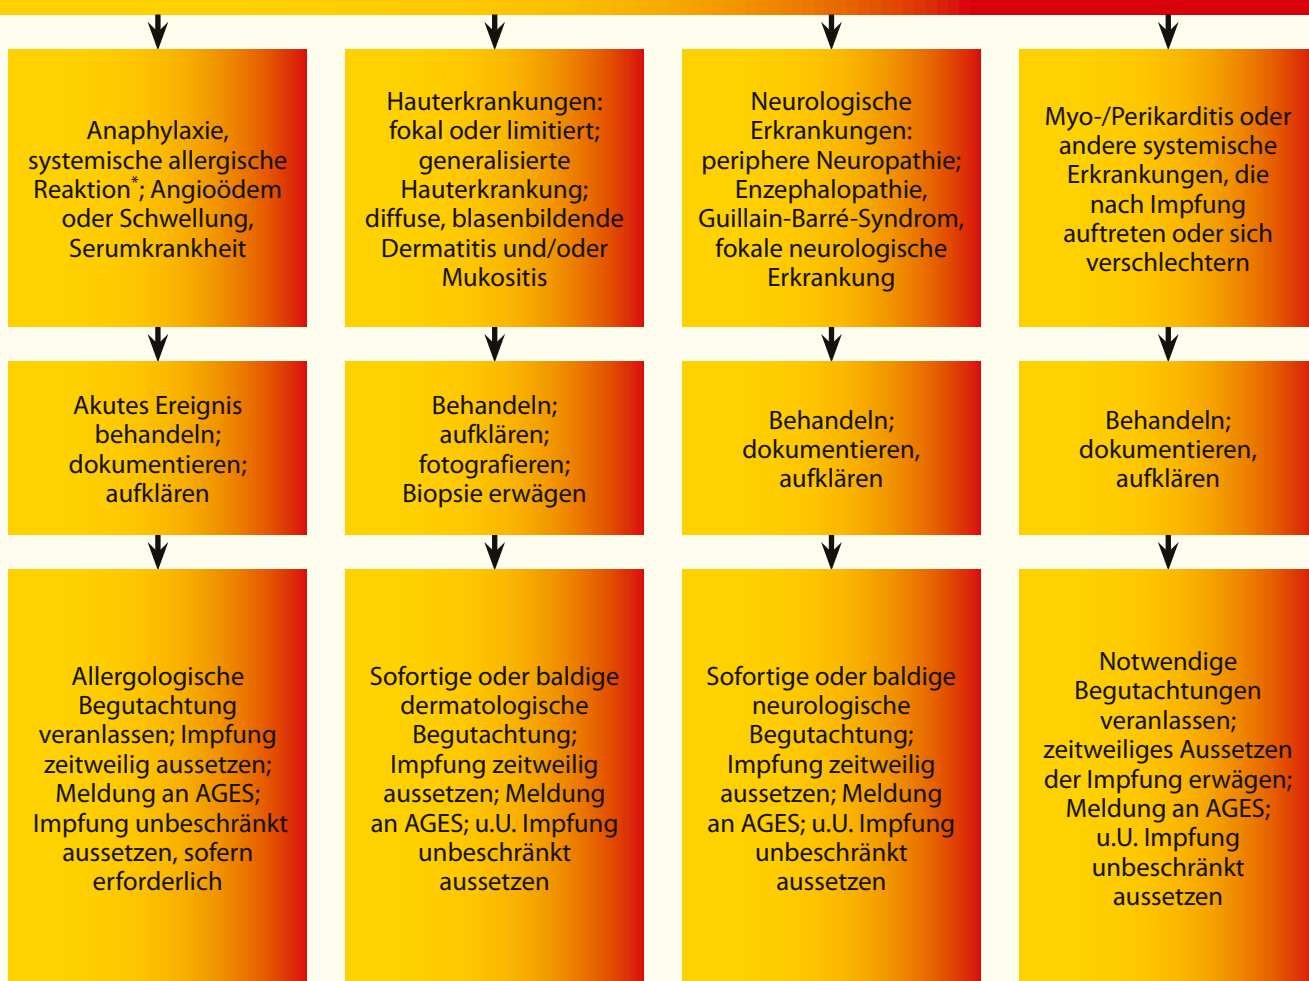 Anaphylaxie,
systemische allergische
Reaktion*; Angioödem
oder Schwellung,
Serumkrankheit
Hauterkrankungen:
fokal oder limitiert;
generalisierte
Hauterkrankung;
diffuse, blasenbildende
Dermatitis und/oder
Mukositis
Neurologische
Erkrankungen:
periphere Neuropathie;
Enzephalopathie,
Guillain-Barré-Syndrom,
fokale neurologische
Erkrankung
Myo-/Perikarditis oder
andere systemische
Erkrankungen, die
nach Impfung
auftreten oder sich
verschlechtern
Akutes Ereignis
behandeln;
dokumentieren;
aufklären
Behandeln;
aufklären;
fotografieren;
Biopsie erwägen
Behandeln;
dokumentieren,
aufklären
Behandeln;
dokumentieren,
aufklären
Allergologische
Begutachtung
veranlassen; Impfung
zeitweilig aussetzen;
Meldung an AGES;
Impfung unbeschränkt
aussetzen, sofern
erforderlich
Sofortige oder baldige
dermatologische
Begutachtung;
Impfung zeitweilig
aussetzen; Meldung
an AGES; u.U. Impfung
unbeschränkt
aussetzen
Sofortige oder baldige
neurologische
Begutachtung;
Impfung zeitweilig
aussetzen; Meldung
an AGES; u.U. Impfung
unbeschränkt
aussetzen
Notwendige
Begutachtungen
veranlassen;
zeitweiliges Aussetzen
der Impfung erwägen;
Meldung an AGES;
u.U. Impfung
unbeschränkt
aussetzen